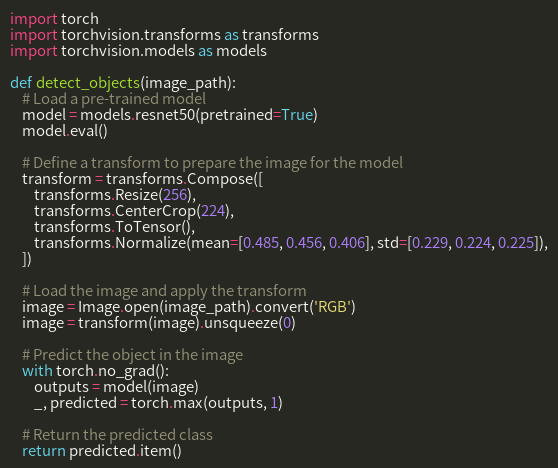 import torch
import torchvision.transforms as transforms
import torchvision.models as models

def detect_objects(image_path):
    # Load a pre-trained model
    model = models.resnet50(pretrained=True)
    model.eval()

    # Define a transform to prepare the image for the model
    transform = transforms.Compose([
        transforms.Resize(256),
        transforms.CenterCrop(224),
        transforms.ToTensor(),
        transforms.Normalize(mean=[0.485, 0.456, 0.406], std=[0.229, 0.224, 0.225]),
    ])

    # Load the image and apply the transform
    image = Image.open(image_path).convert('RGB')
    image = transform(image).unsqueeze(0)

    # Predict the object in the image
    with torch.no_grad():
        outputs = model(image)
        _, predicted = torch.max(outputs, 1)

    # Return the predicted class
    return predicted.item()